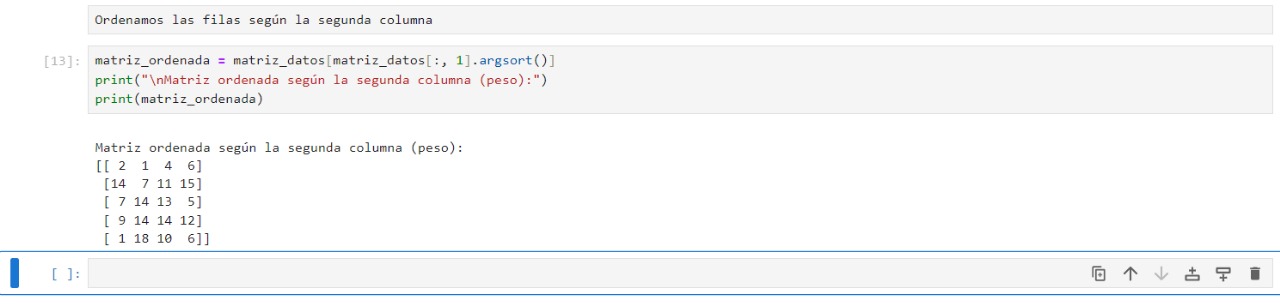 Ordenamos las filas según la segunda columna
[13]: matriz_ordenada = matriz_datos[matriz_datos[:, 1].argsort()]
print("\nMatriz ordenada según la segunda columna (peso):")
print(matriz_ordenada)
Matriz ordenada según la segunda columna (peso):
[[ 2  1  4  6]
 [14  7 11 15]
 [ 7 14 13  5]
 [ 9 14 14 12]
 [ 1 18 10  6]]
[ ]: